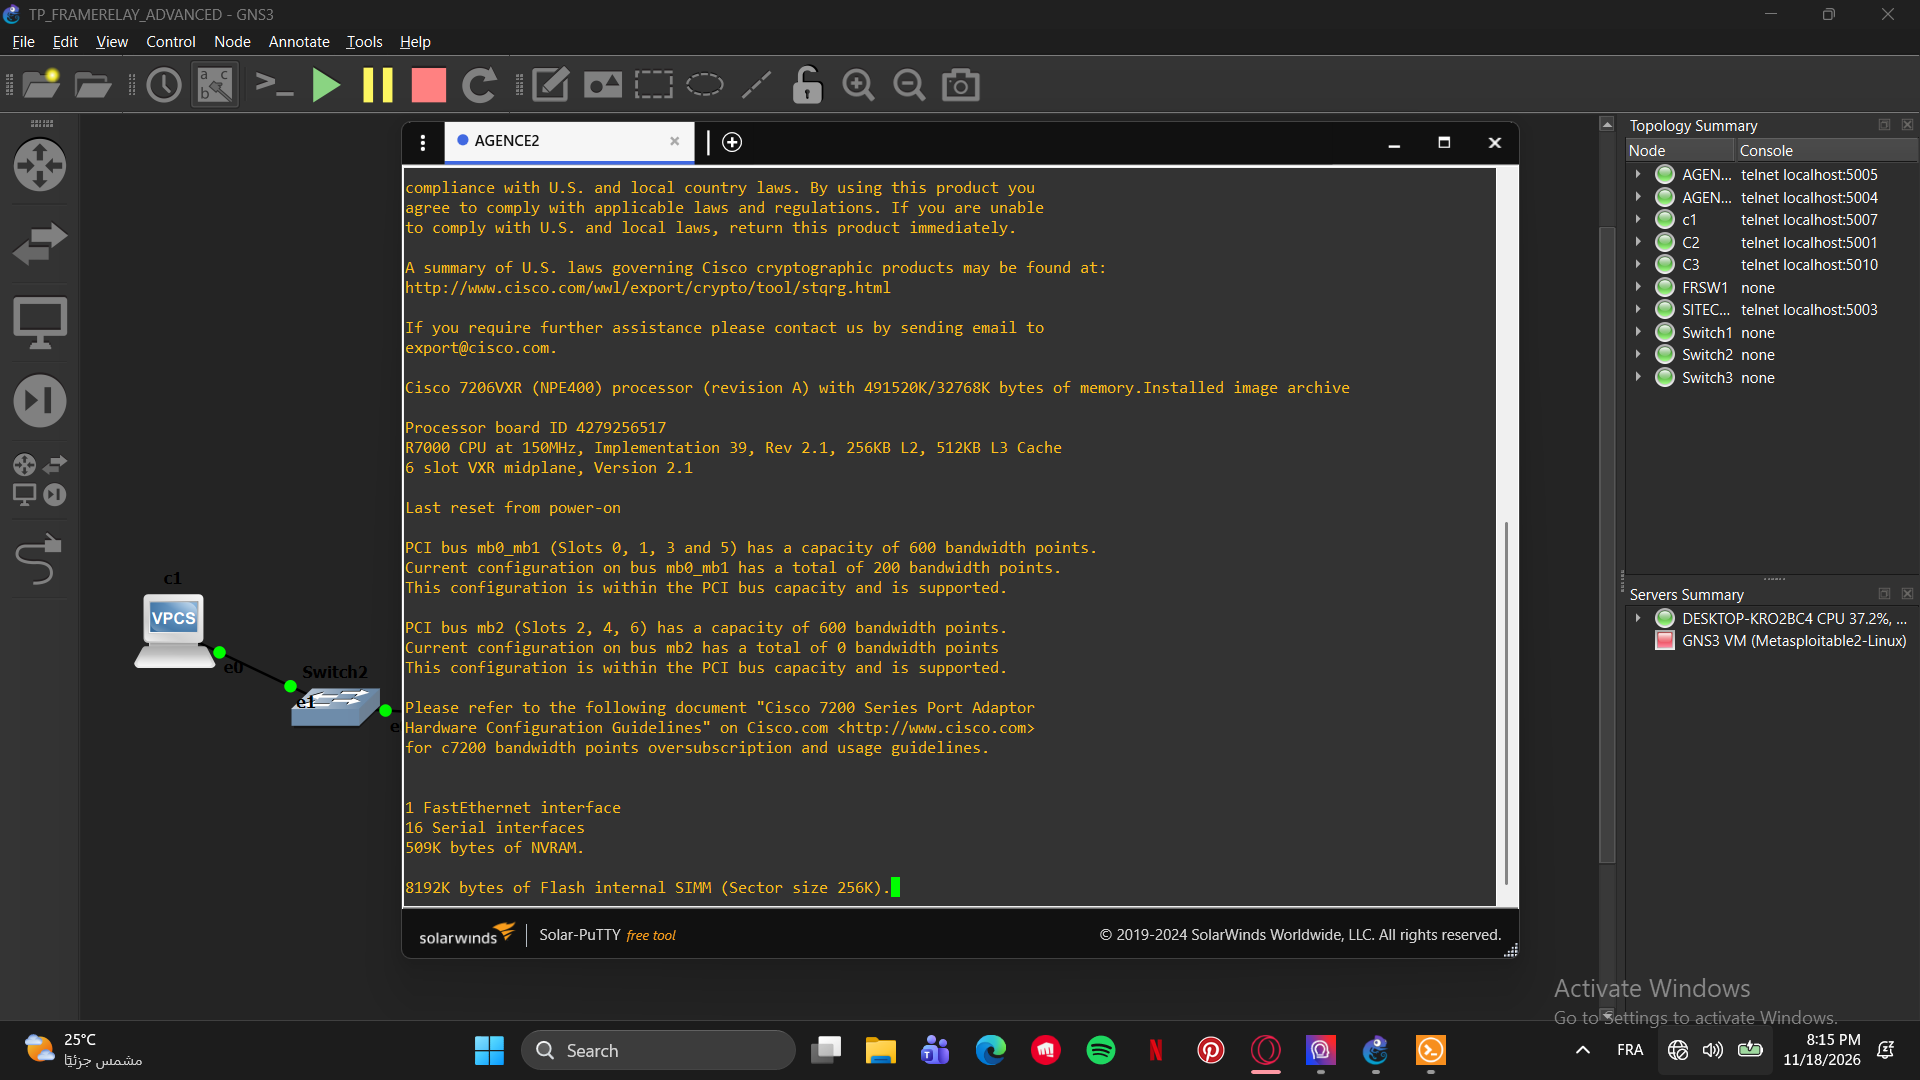 TP_FRAMERELAY_ADVANCED - GNS3
File Edit View Control Node Annotate Tools Help
AGENCE2
compliance with U.S. and local country laws. By using this product you
agree to comply with applicable laws and regulations. If you are unable
to comply with U.S. and local laws, return this product immediately.
A summary of U.S. laws governing Cisco cryptographic products may be found at:
http://www.cisco.com/wwl/export/crypto/tool/stqrg.html
If you require further assistance please contact us by sending email to
export@cisco.com.
Cisco 7206VXR (NPE400) processor (revision A) with 491520K/32768K bytes of memory.Installed image archive
Processor board ID 4279256517
R7000 CPU at 150MHz, Implementation 39, Rev 2.1, 256KB L2, 512KB L3 Cache
6 slot VXR midplane, Version 2.1
Last reset from power-on
PCI bus mb0_mb1 (Slots 0, 1, 3 and 5) has a capacity of 600 bandwidth points.
Current configuration on bus mb0_mb1 has a total of 200 bandwidth points.
This configuration is within the PCI bus capacity and is supported.
PCI bus mb2 (Slots 2, 4, 6) has a capacity of 600 bandwidth points.
Current configuration on bus mb2 has a total of 0 bandwidth points
This configuration is within the PCI bus capacity and is supported.
Please refer to the following document "Cisco 7200 Series Port Adaptor
Hardware Configuration Guidelines" on Cisco.com <http://www.cisco.com>
for c7200 bandwidth points oversubscription and usage guidelines.
1 FastEthernet interface
16 Serial interfaces
509K bytes of NVRAM.
8192K bytes of Flash internal SIMM (Sector size 256K).
solarwinds Solar-PuTTY free tool © 2019-2024 SolarWinds Worldwide, LLC. All rights reserved.
c1
VPCS
e0
Switch2
e1
e
Topology Summary
Node Console
AGEN... telnet localhost:5005
AGEN... telnet localhost:5004
c1 telnet localhost:5007
C2 telnet localhost:5001
C3 telnet localhost:5010
FRSW1 none
SITEC... telnet localhost:5003
Switch1 none
Switch2 none
Switch3 none
Servers Summary
DESKTOP-KRO2BC4 CPU 37.2%, ...
GNS3 VM (Metasploitable2-Linux)
Activate Windows
Go to Settings to activate Windows.
25°C
مشمس جزئيًا
Search
FRA
8:15 PM
11/18/2026